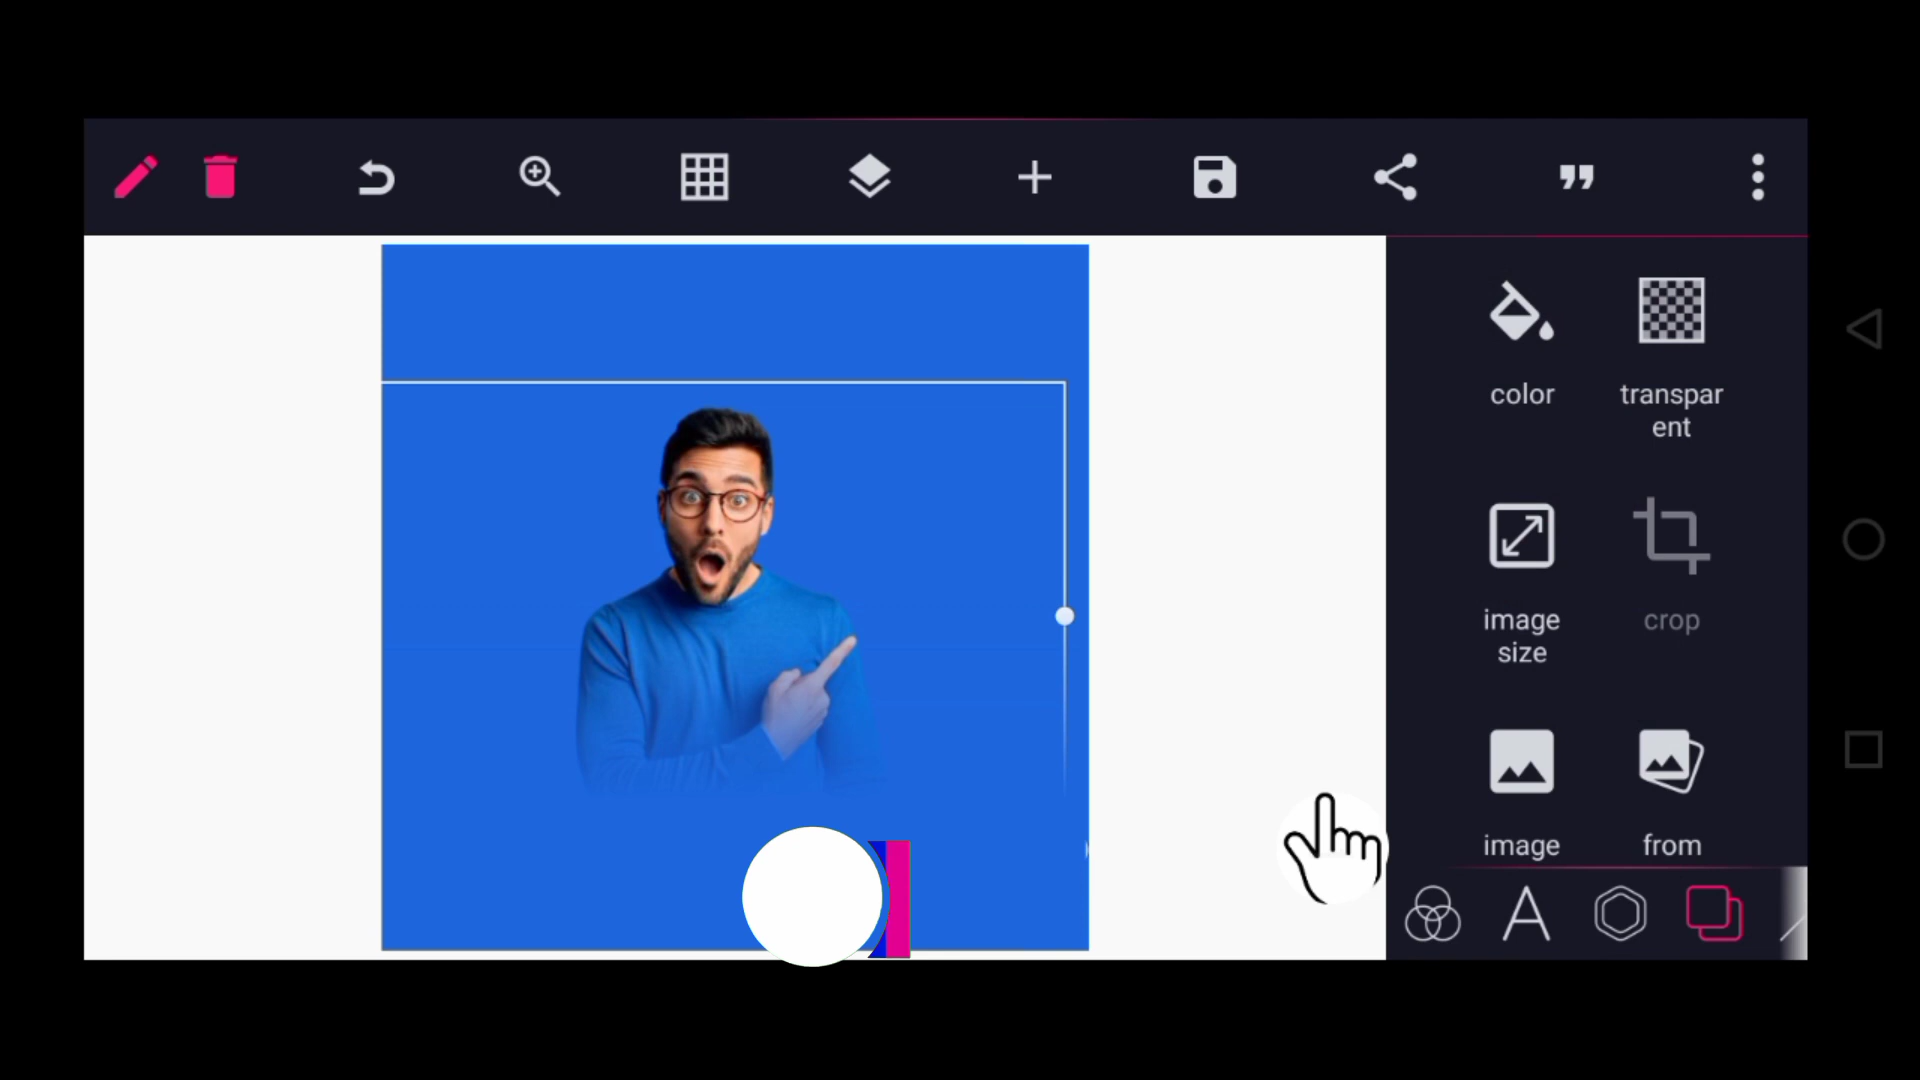 color
transpar
ent
image
size
crop
image
from